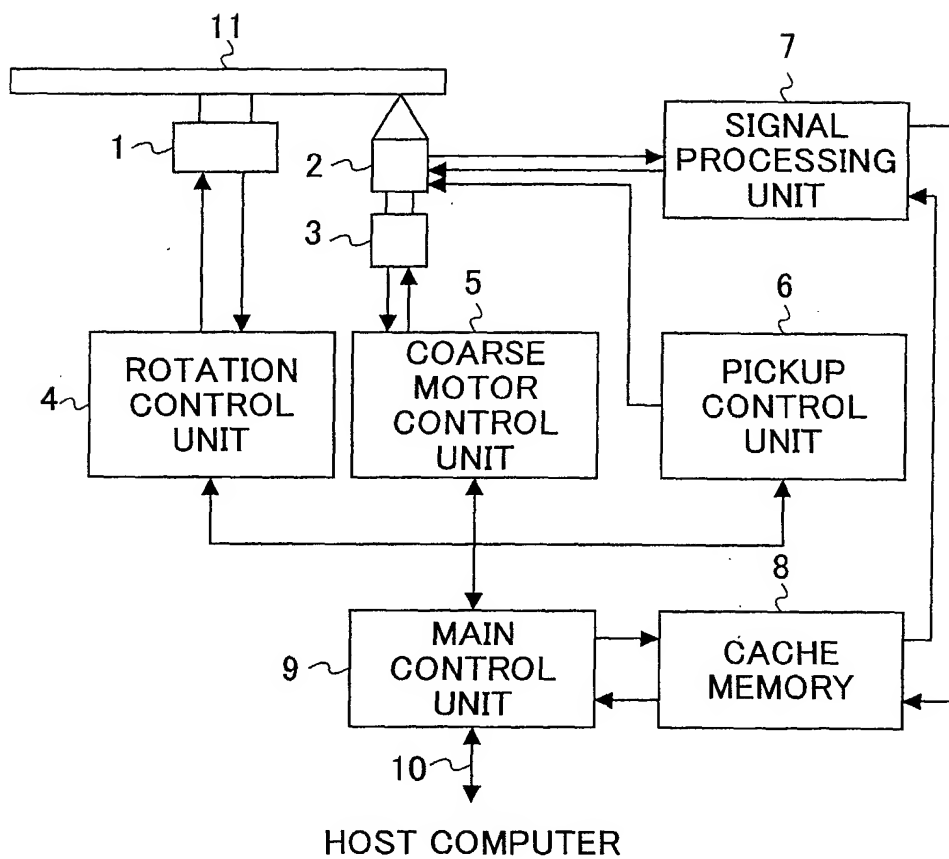 11
7
1
2
SIGNAL
PROCESSING
UNIT
3
5
6
4
ROTATION
CONTROL
UNIT
COARSE
MOTOR
CONTROL
UNIT
PICKUP
CONTROL
UNIT
8
9
MAIN
CONTROL
UNIT
CACHE
MEMORY
10
HOST COMPUTER